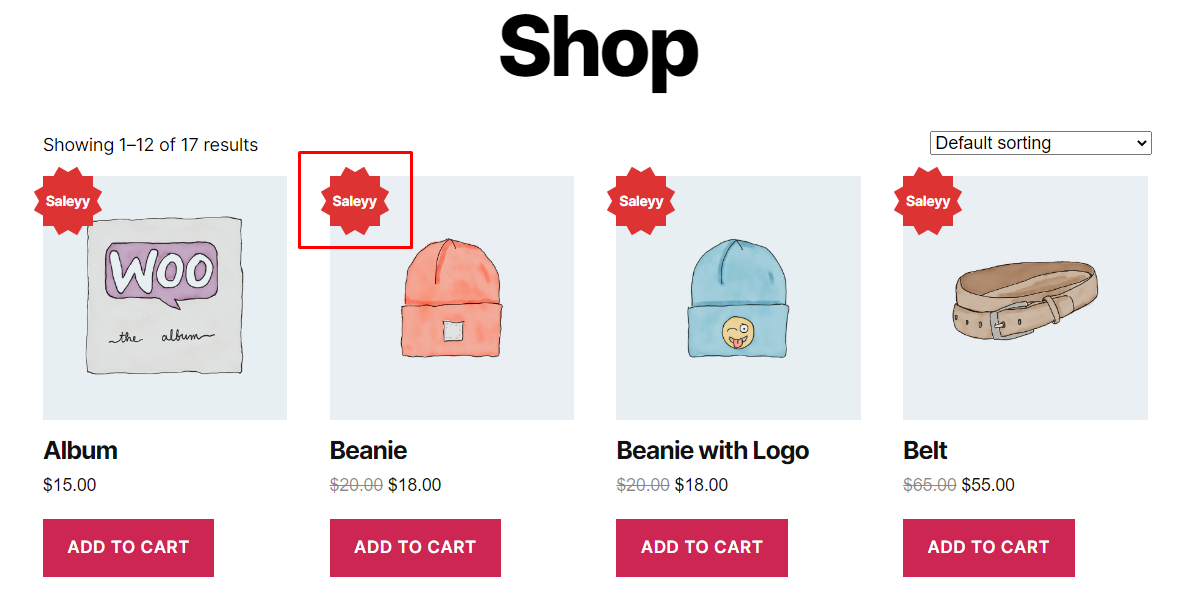 Shop
Showing 1–12 of 17 results
Default sorting
Saleyy
Saleyy
Saleyy
Saleyy
WOO
the album
Album
Beanie
Beanie with Logo
Belt
$15.00
$20.00 $18.00
$20.00 $18.00
$65.00 $55.00
ADD TO CART
ADD TO CART
ADD TO CART
ADD TO CART